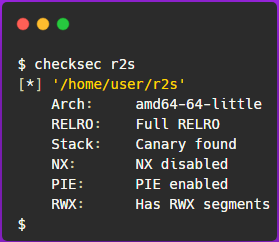 $ checksec r2s
[*] '/home/user/r2s'
Arch: amd64-64-little
RELRO: Full RELRO
Stack: Canary found
NX: NX disabled
PIE: PIE enabled
RWX: Has RWX segments
$